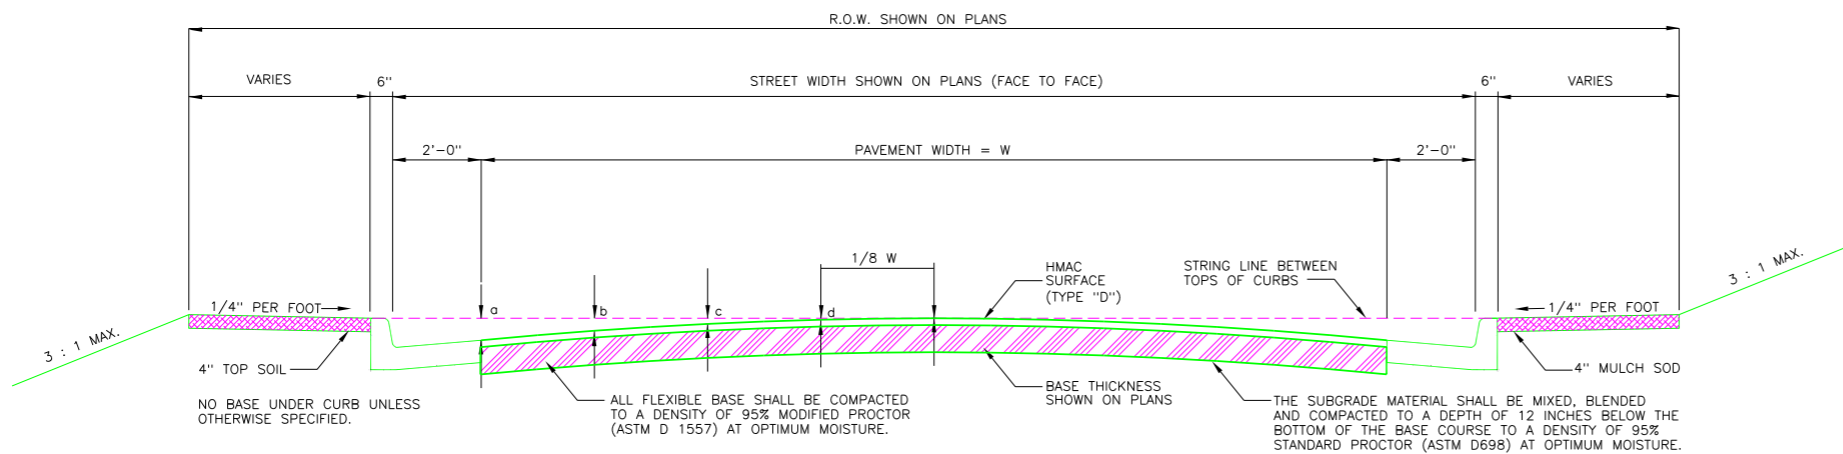 R.O.W. SHOWN ON PLANS
VARIES
6"
STREET WIDTH SHOWN ON PLANS (FACE TO FACE)
6"
VARIES
2'-0"
PAVEMENT WIDTH = W
2'-0"
1/8 W
HMAC
SURFACE
(TYPE "D")
STRING LINE BETWEEN
TOPS OF CURBS
3 : 1 MAX.
1/4" PER FOOT
a
b
c
d
1/4" PER FOOT
3 : 1 MAX.
4" TOP SOIL
4" MULCH SOD
NO BASE UNDER CURB UNLESS
OTHERWISE SPECIFIED.
ALL FLEXIBLE BASE SHALL BE COMPACTED
TO A DENSITY OF 95% MODIFIED PROCTOR
(ASTM D 1557) AT OPTIMUM MOISTURE.
BASE THICKNESS
SHOWN ON PLANS
THE SUBGRADE MATERIAL SHALL BE MIXED, BLENDED
AND COMPACTED TO A DEPTH OF 12 INCHES BELOW THE
BOTTOM OF THE BASE COURSE TO A DENSITY OF 95%
STANDARD PROCTOR (ASTM D698) AT OPTIMUM MOISTURE.